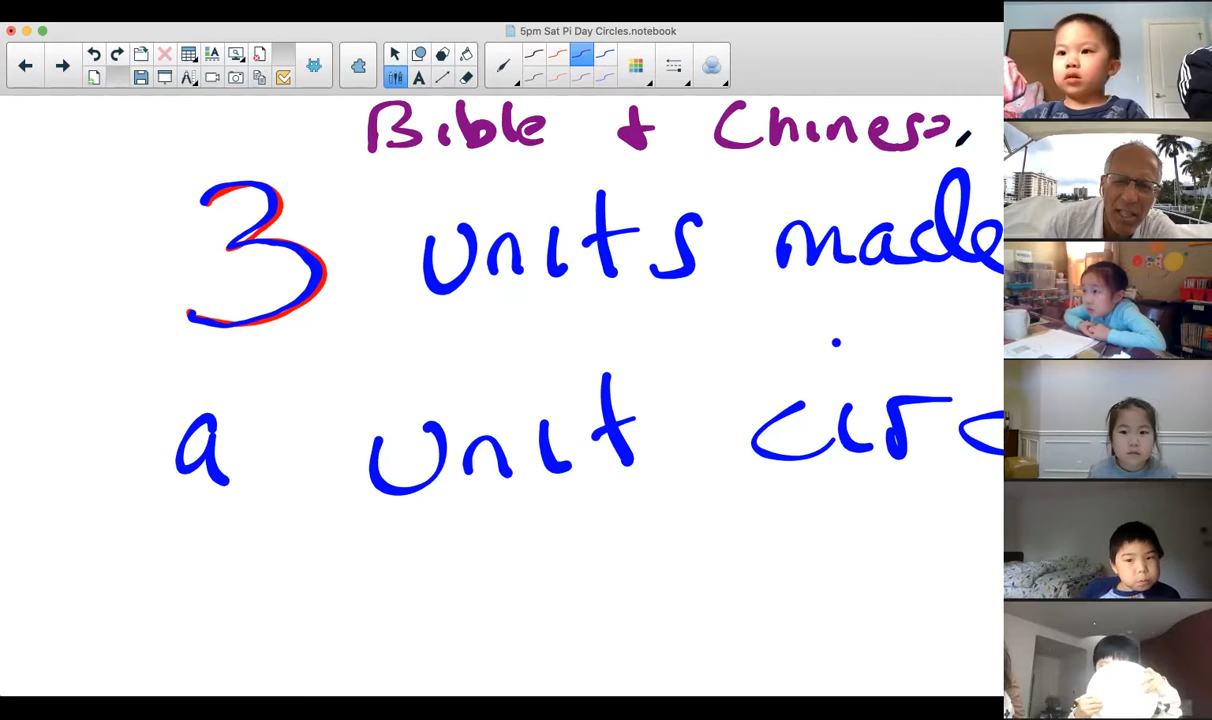 5pm Sat Pi Day Circles.notebook
Bible & Chinese
3 units made
a unit circ